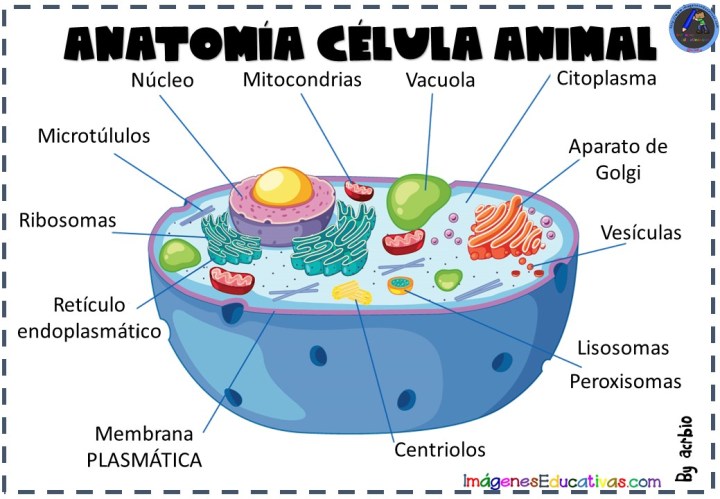 ANATOMÍA CÉLULA ANIMAL
Núcleo
Mitocondrias
Vacuola
Citoplasma
Microtúlulos
Aparato de
Golgi
Ribosomas
Vesículas
Retículo
endoplasmático
Lisosomas
Peroxisomas
Membrana
PLASMÁTICA
Centriolos
By acrbio
ImágenesEducativas.com